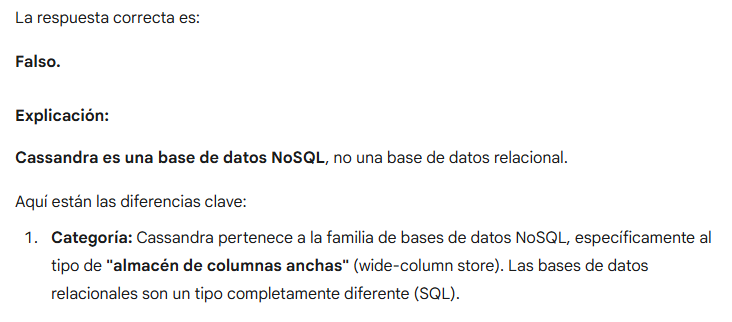 La respuesta correcta es:
Falso.
Explicación:
Cassandra es una base de datos NoSQL, no una base de datos relacional.
Aquí están las diferencias clave:
1. Categoría: Cassandra pertenece a la familia de bases de datos NoSQL, específicamente al
tipo de "almacén de columnas anchas" (wide-column store). Las bases de datos
relacionales son un tipo completamente diferente (SQL).